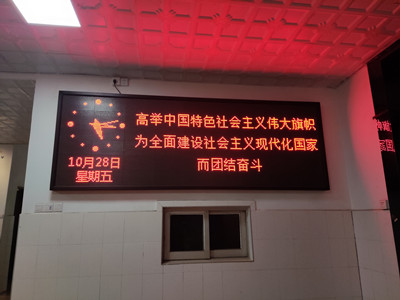 高举中国特色社会主义伟大旗帜
为全面建设社会主义现代化国家
而团结奋斗
10月28日
星期五